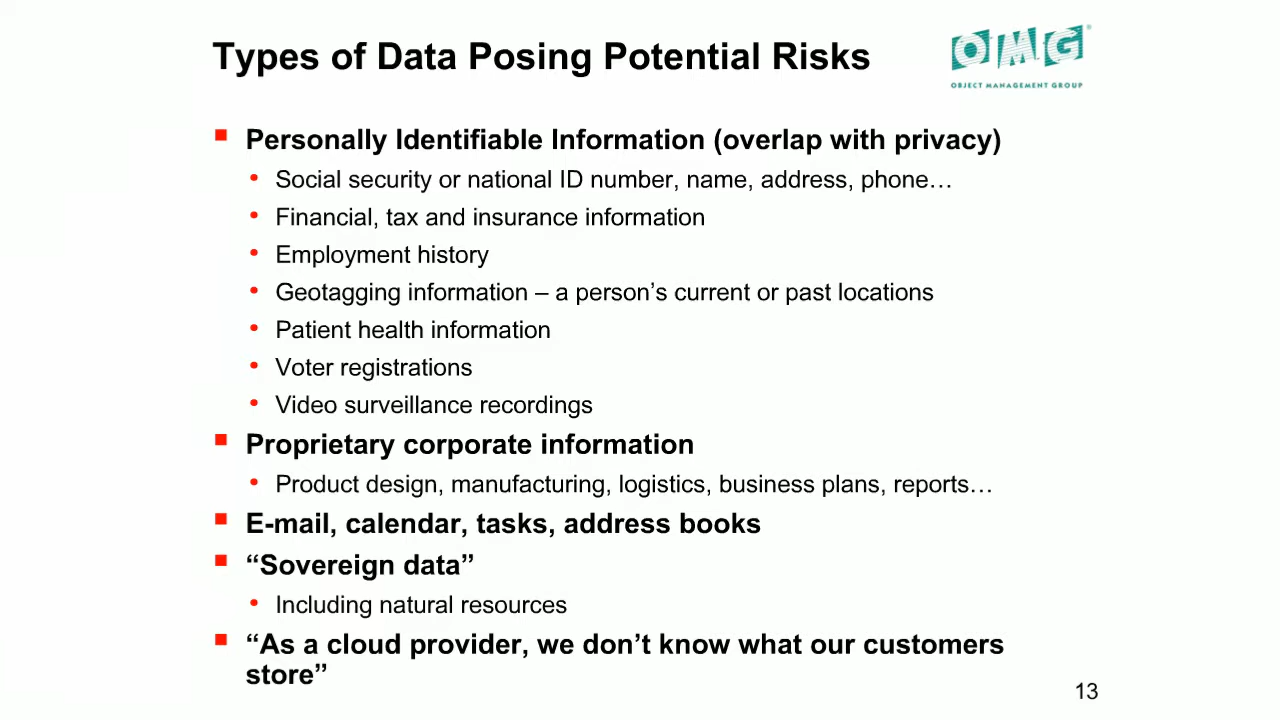 Types of Data Posing Potential Risks
OMG®
OBJECT MANAGEMENT GROUP
Personally Identifiable Information (overlap with privacy)
Social security or national ID number, name, address, phone…
Financial, tax and insurance information
Employment history
Geotagging information – a person’s current or past locations
Patient health information
Voter registrations
Video surveillance recordings
Proprietary corporate information
Product design, manufacturing, logistics, business plans, reports…
E-mail, calendar, tasks, address books
“Sovereign data”
Including natural resources
“As a cloud provider, we don’t know what our customers
store”
13